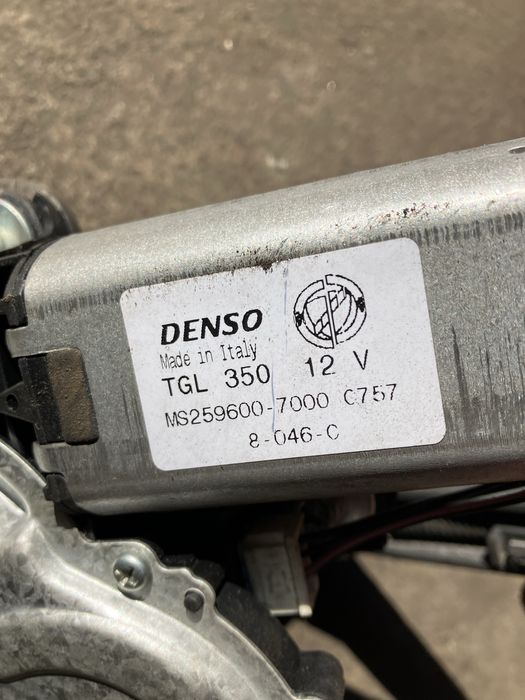 DENSO
Made in Italy
TGL 350 12 V
MS259600-7000 C757
8-046-C